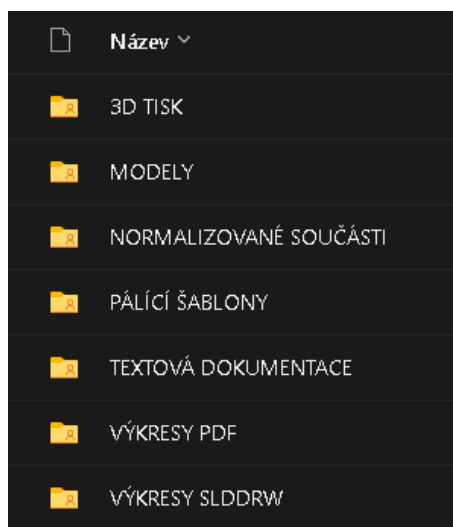 Název
3D TISK
MODELY
NORMALIZOVANÉ SOUČÁSTI
PÁLÍCÍ ŠABLONY
TEXTOVÁ DOKUMENTACE
VÝKRESY PDF
VÝKRESY SLDDRW